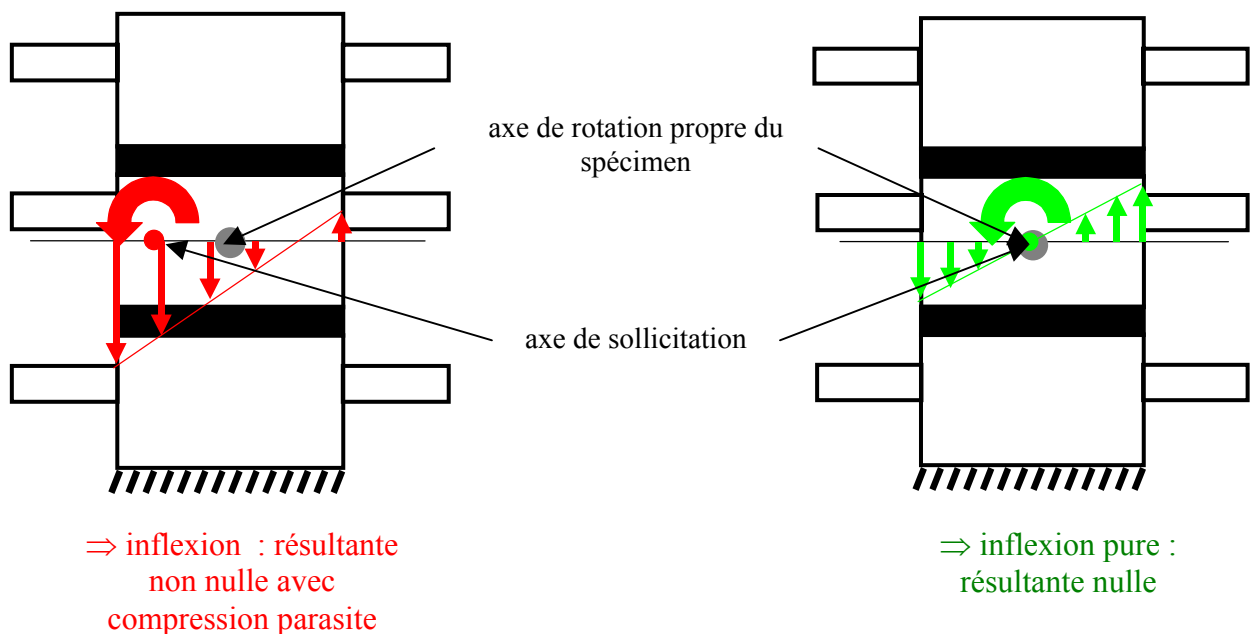 axe de rotation propre du
spécimen
axe de sollicitation
⇒ inflexion : résultante
non nulle avec
compression parasite
⇒ inflexion pure :
résultante nulle